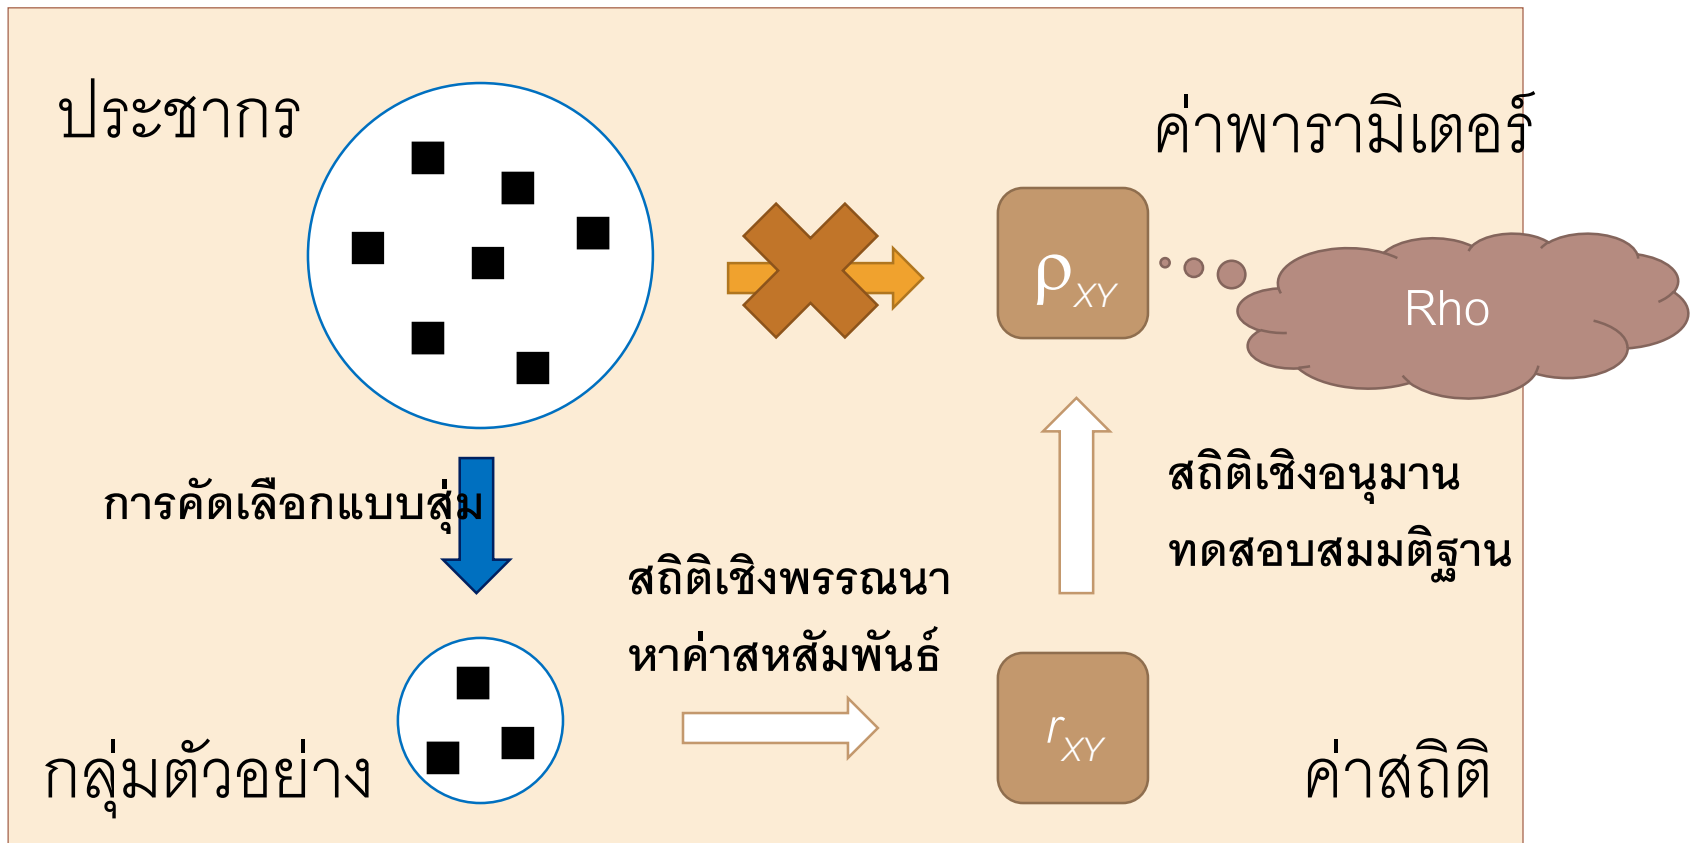 ประชากร
ค่าพารามิเตอร์
ρXY
Rho
การคัดเลือกแบบสุ่ม
สถิติเชิงอนุมาน
ทดสอบสมมติฐาน
สถิติเชิงพรรณนา
หาค่าสหสัมพันธ์
กลุ่มตัวอย่าง
rXY
ค่าสถิติ